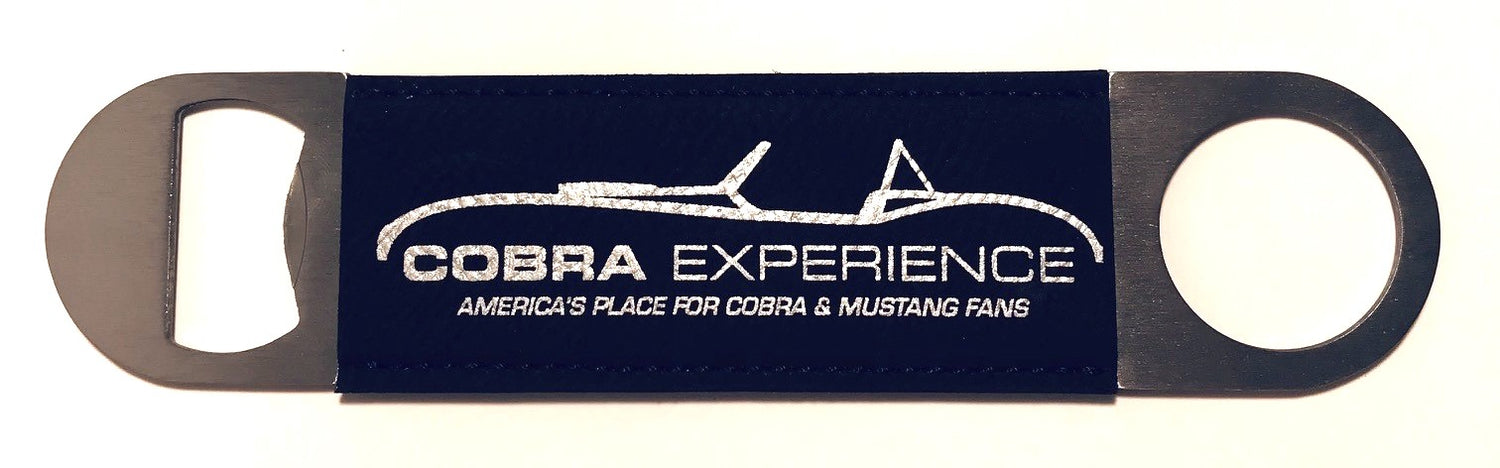 COBRA EXPERIENCE
AMERICA'S PLACE FOR COBRA & MUSTANG FANS